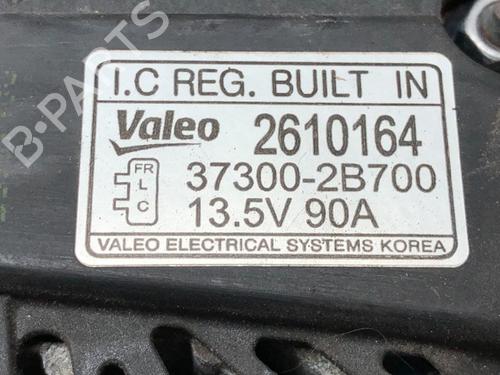 I.C REG. BUILT IN
Valeo 2610164
FR
L
C
37300-2B700
13.5V 90A
VALEO ELECTRICAL SYSTEMS KOREA
B-PARTS